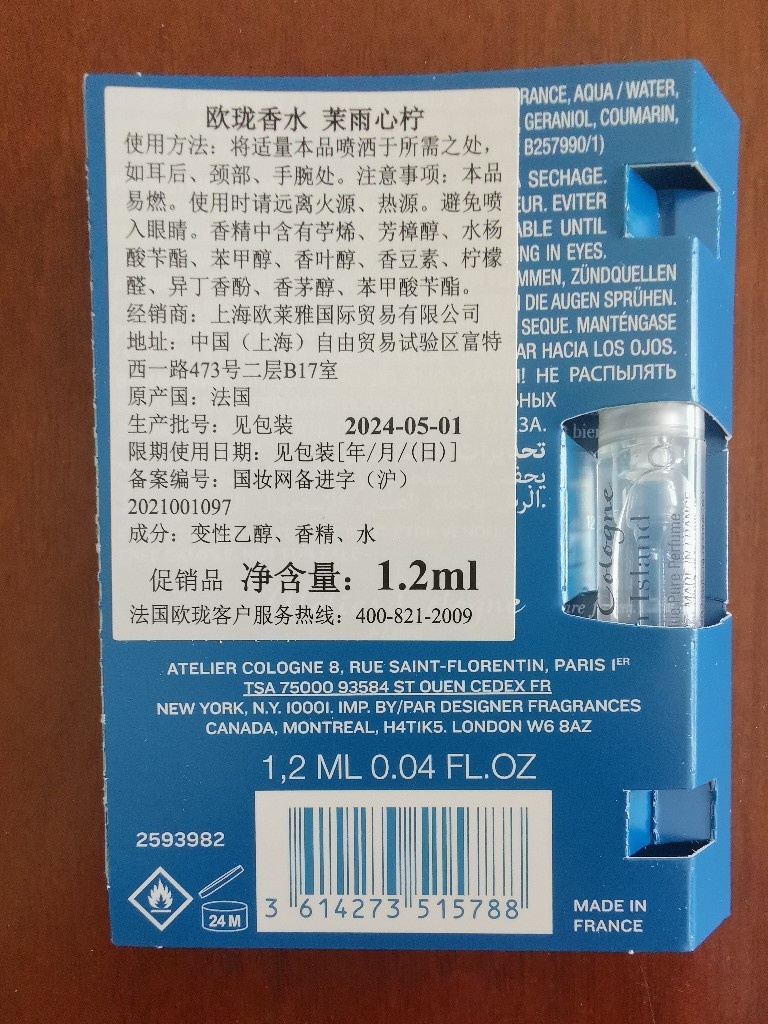 欧珑香水 茉雨心柠
使用方法：将适量本品喷洒于所需之处，
如耳后、颈部、手腕处。注意事项：本品
易燃。使用时请远离火源、热源。避免喷
入眼睛。香精中含有苧烯、芳樟醇、水杨
酸苄酯、苯甲醇、香叶醇、香豆素、柠檬
醛、异丁香酚、香茅醇、苯甲酸苄酯。
经销商：上海欧莱雅国际贸易有限公司
地址：中国（上海）自由贸易试验区富特
西一路473号二层B17室
原产国：法国
生产批号：见包装 2024-05-01
限期使用日期：见包装[年/月/(日)]
备案编号：国妆网备进字（沪）
2021001097
成分：变性乙醇、香精、水
促销品 净含量：1.2ml
法国欧珑客户服务热线：400-821-2009
RANCE, AQUA / WATER,
GERANIOL, COUMARIN,
B257990/1)
SECHAGE.
EUR. EVITER
ABLE UNTIL
NG IN EYES.
MMEN, ZÜNDQUELLEN
DIE AUGEN SPRÜHEN.
SEQUE. MANTÉNGASE
AR HACIA LOS OJOS.
! НЕ РАСПЫЛЯТЬ
ЬНЫХ
ЗА.
Cologne
Island
Pure Perfume
MADE IN FRANCE
ATELIER COLOGNE 8, RUE SAINT-FLORENTIN, PARIS IER
TSA 75000 93584 ST OUEN CEDEX FR
NEW YORK, N.Y. 10001. IMP. BY/PAR DESIGNER FRAGRANCES
CANADA, MONTREAL, H4T1K5. LONDON W6 8AZ
1,2 ML 0.04 FL.OZ
2593982
24 M
3 614273 515788
MADE IN
FRANCE